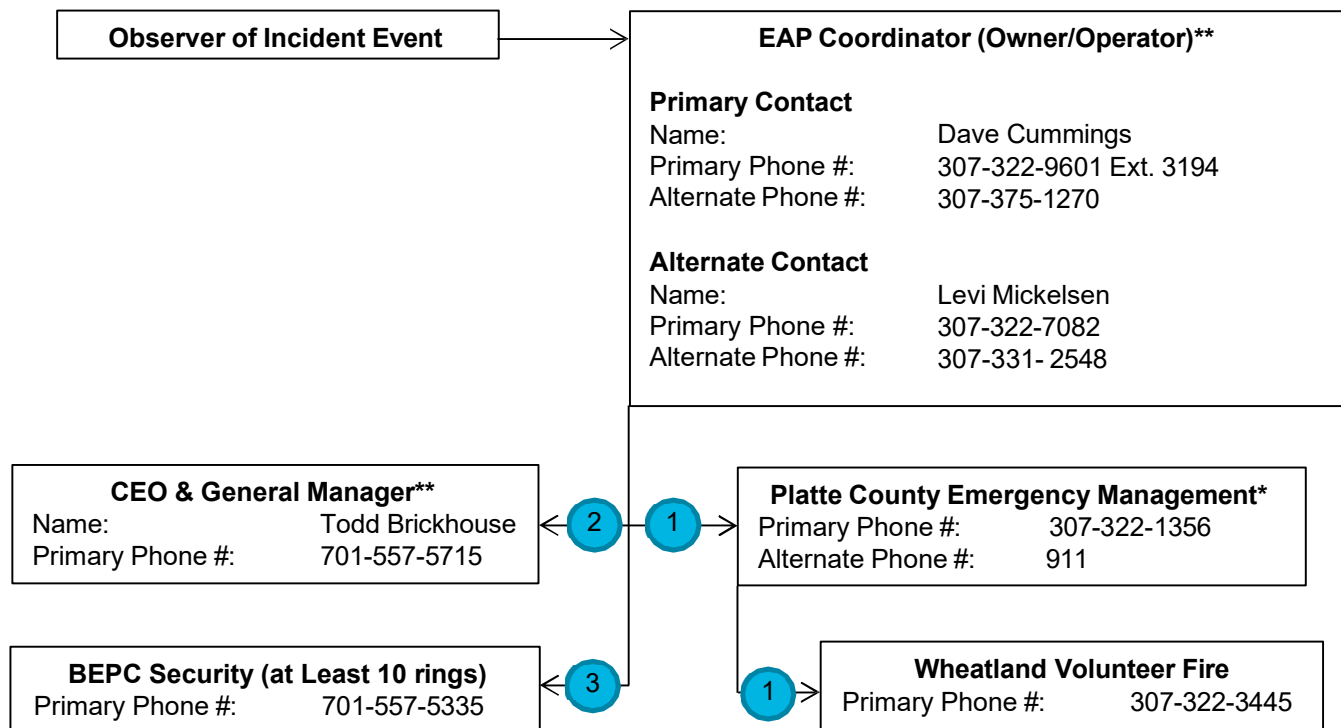 Observer of Incident Event
EAP Coordinator (Owner/Operator)**
Primary Contact
Name: Dave Cummings
Primary Phone #: 307-322-9601 Ext. 3194
Alternate Phone #: 307-375-1270
Alternate Contact
Name: Levi Mickelsen
Primary Phone #: 307-322-7082
Alternate Phone #: 307-331- 2548
CEO & General Manager**
Name: Todd Brickhouse
Primary Phone #: 701-557-5715
2
1
Platte County Emergency Management*
Primary Phone #: 307-322-1356
Alternate Phone #: 911
BEPC Security (at Least 10 rings)
Primary Phone #: 701-557-5335
3
1
Wheatland Volunteer Fire
Primary Phone #: 307-322-3445